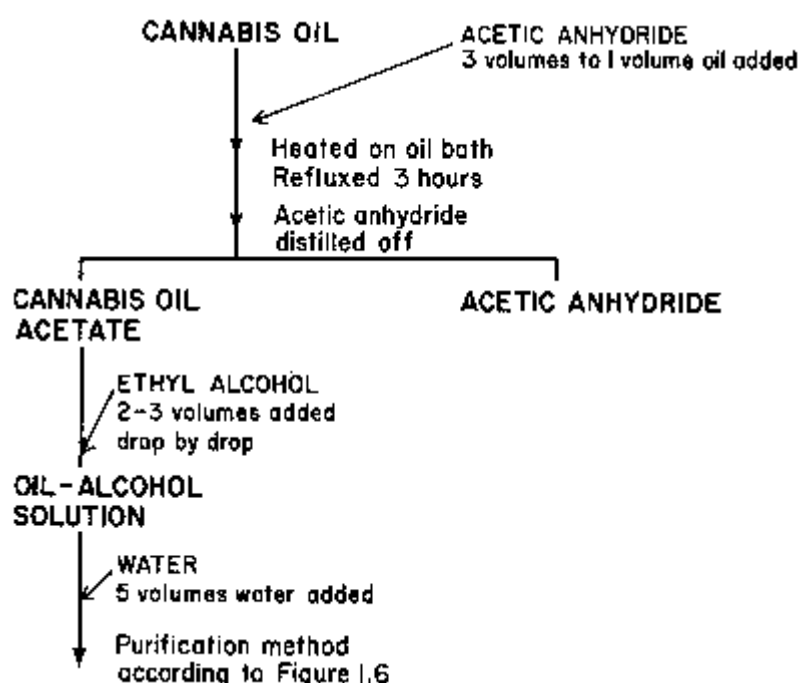 CANNABIS OIL
ACETIC ANHYDRIDE
3 volumes to 1 volume oil added
Heated on oil bath
Refluxed 3 hours
Acetic anhydride
distilled off
CANNABIS OIL
ACETATE
ACETIC ANHYDRIDE
ETHYL ALCOHOL
2-3 volumes added
drop by drop
OIL-ALCOHOL
SOLUTION
WATER
5 volumes water added
Purification method
according to Figure 1.6